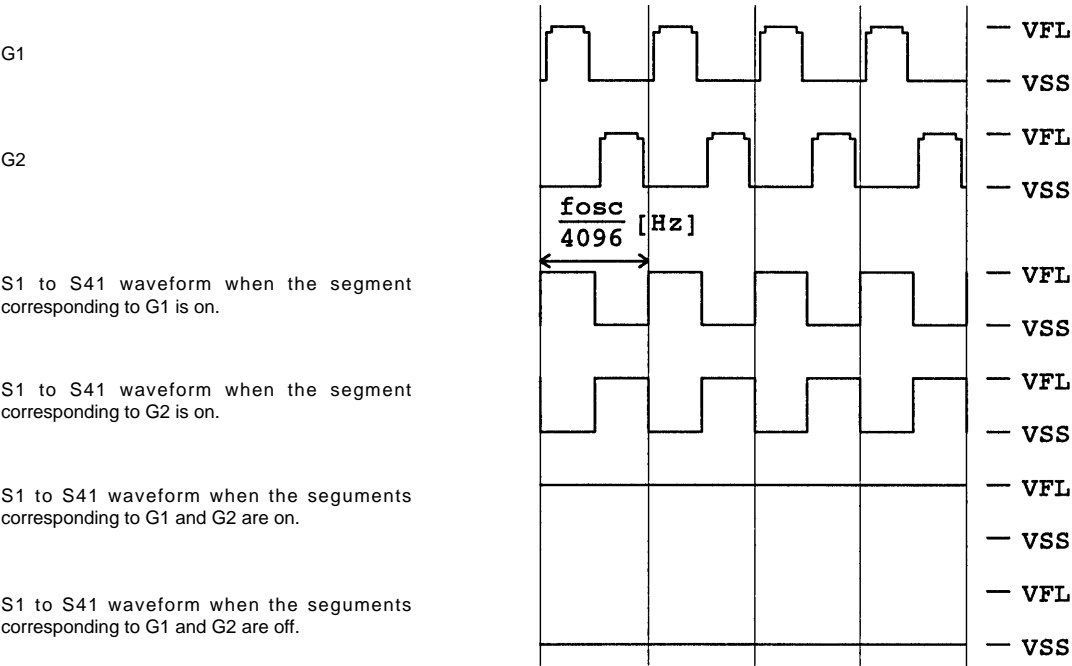 G1
VFL
VSS
G2
VFL
VSS
fosc
4096 [Hz]
S1 to S41 waveform when the segment
corresponding to G1 is on.
VFL
VSS
S1 to S41 waveform when the segment
corresponding to G2 is on.
VFL
VSS
S1 to S41 waveform when the seguments
corresponding to G1 and G2 are on.
VFL
VSS
S1 to S41 waveform when the seguments
corresponding to G1 and G2 are off.
VFL
VSS